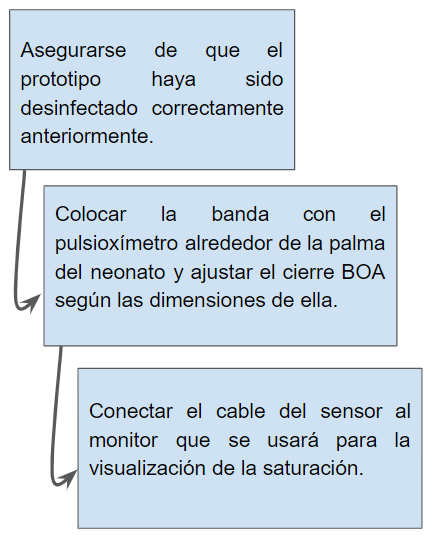 Asegurarse de que el
prototipo haya sido
desinfectado correctamente
anteriormente.
Colocar la banda con el
pulsioxímetro alrededor de la palma
del neonato y ajustar el cierre BOA
según las dimensiones de ella.
Conectar el cable del sensor al
monitor que se usará para la
visualización de la saturación.